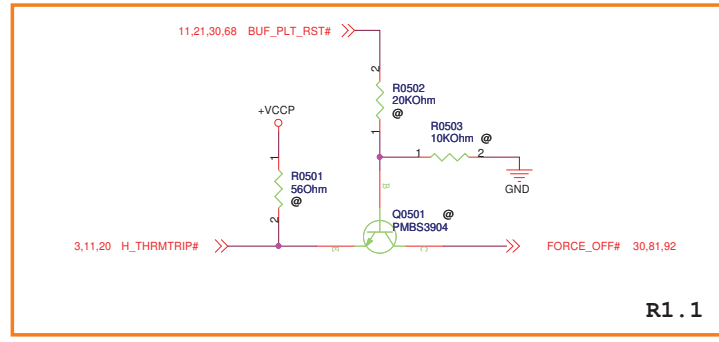 11,21,30,68 BUF_PLT_RST#
2
R0502
20KOhm
@
1
+VCCP
R0503 @
10KOhm
1 2
GND
1
R0501
56Ohm
@
2
B
Q0501 @
PMBS3904
3,11,20 H_THRMTRIP#
E
C
FORCE_OFF# 30,81,92
R1.1